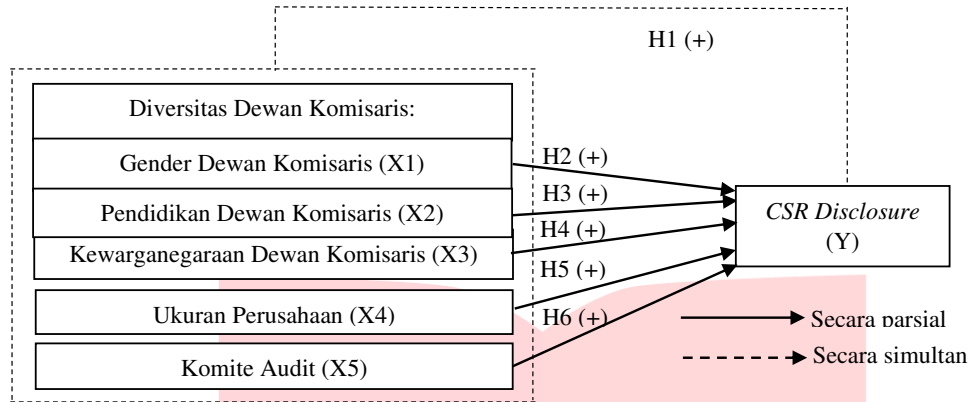 H1 (+)
Diversitas Dewan Komisaris:
Gender Dewan Komisaris (X1)
Pendidikan Dewan Komisaris (X2)
Kewarganegaraan Dewan Komisaris (X3)
Ukuran Perusahaan (X4)
Komite Audit (X5)
H2 (+)
H3 (+)
H4 (+)
H5 (+)
H6 (+)
CSR Disclosure
(Y)
Secara parsial
Secara simultan